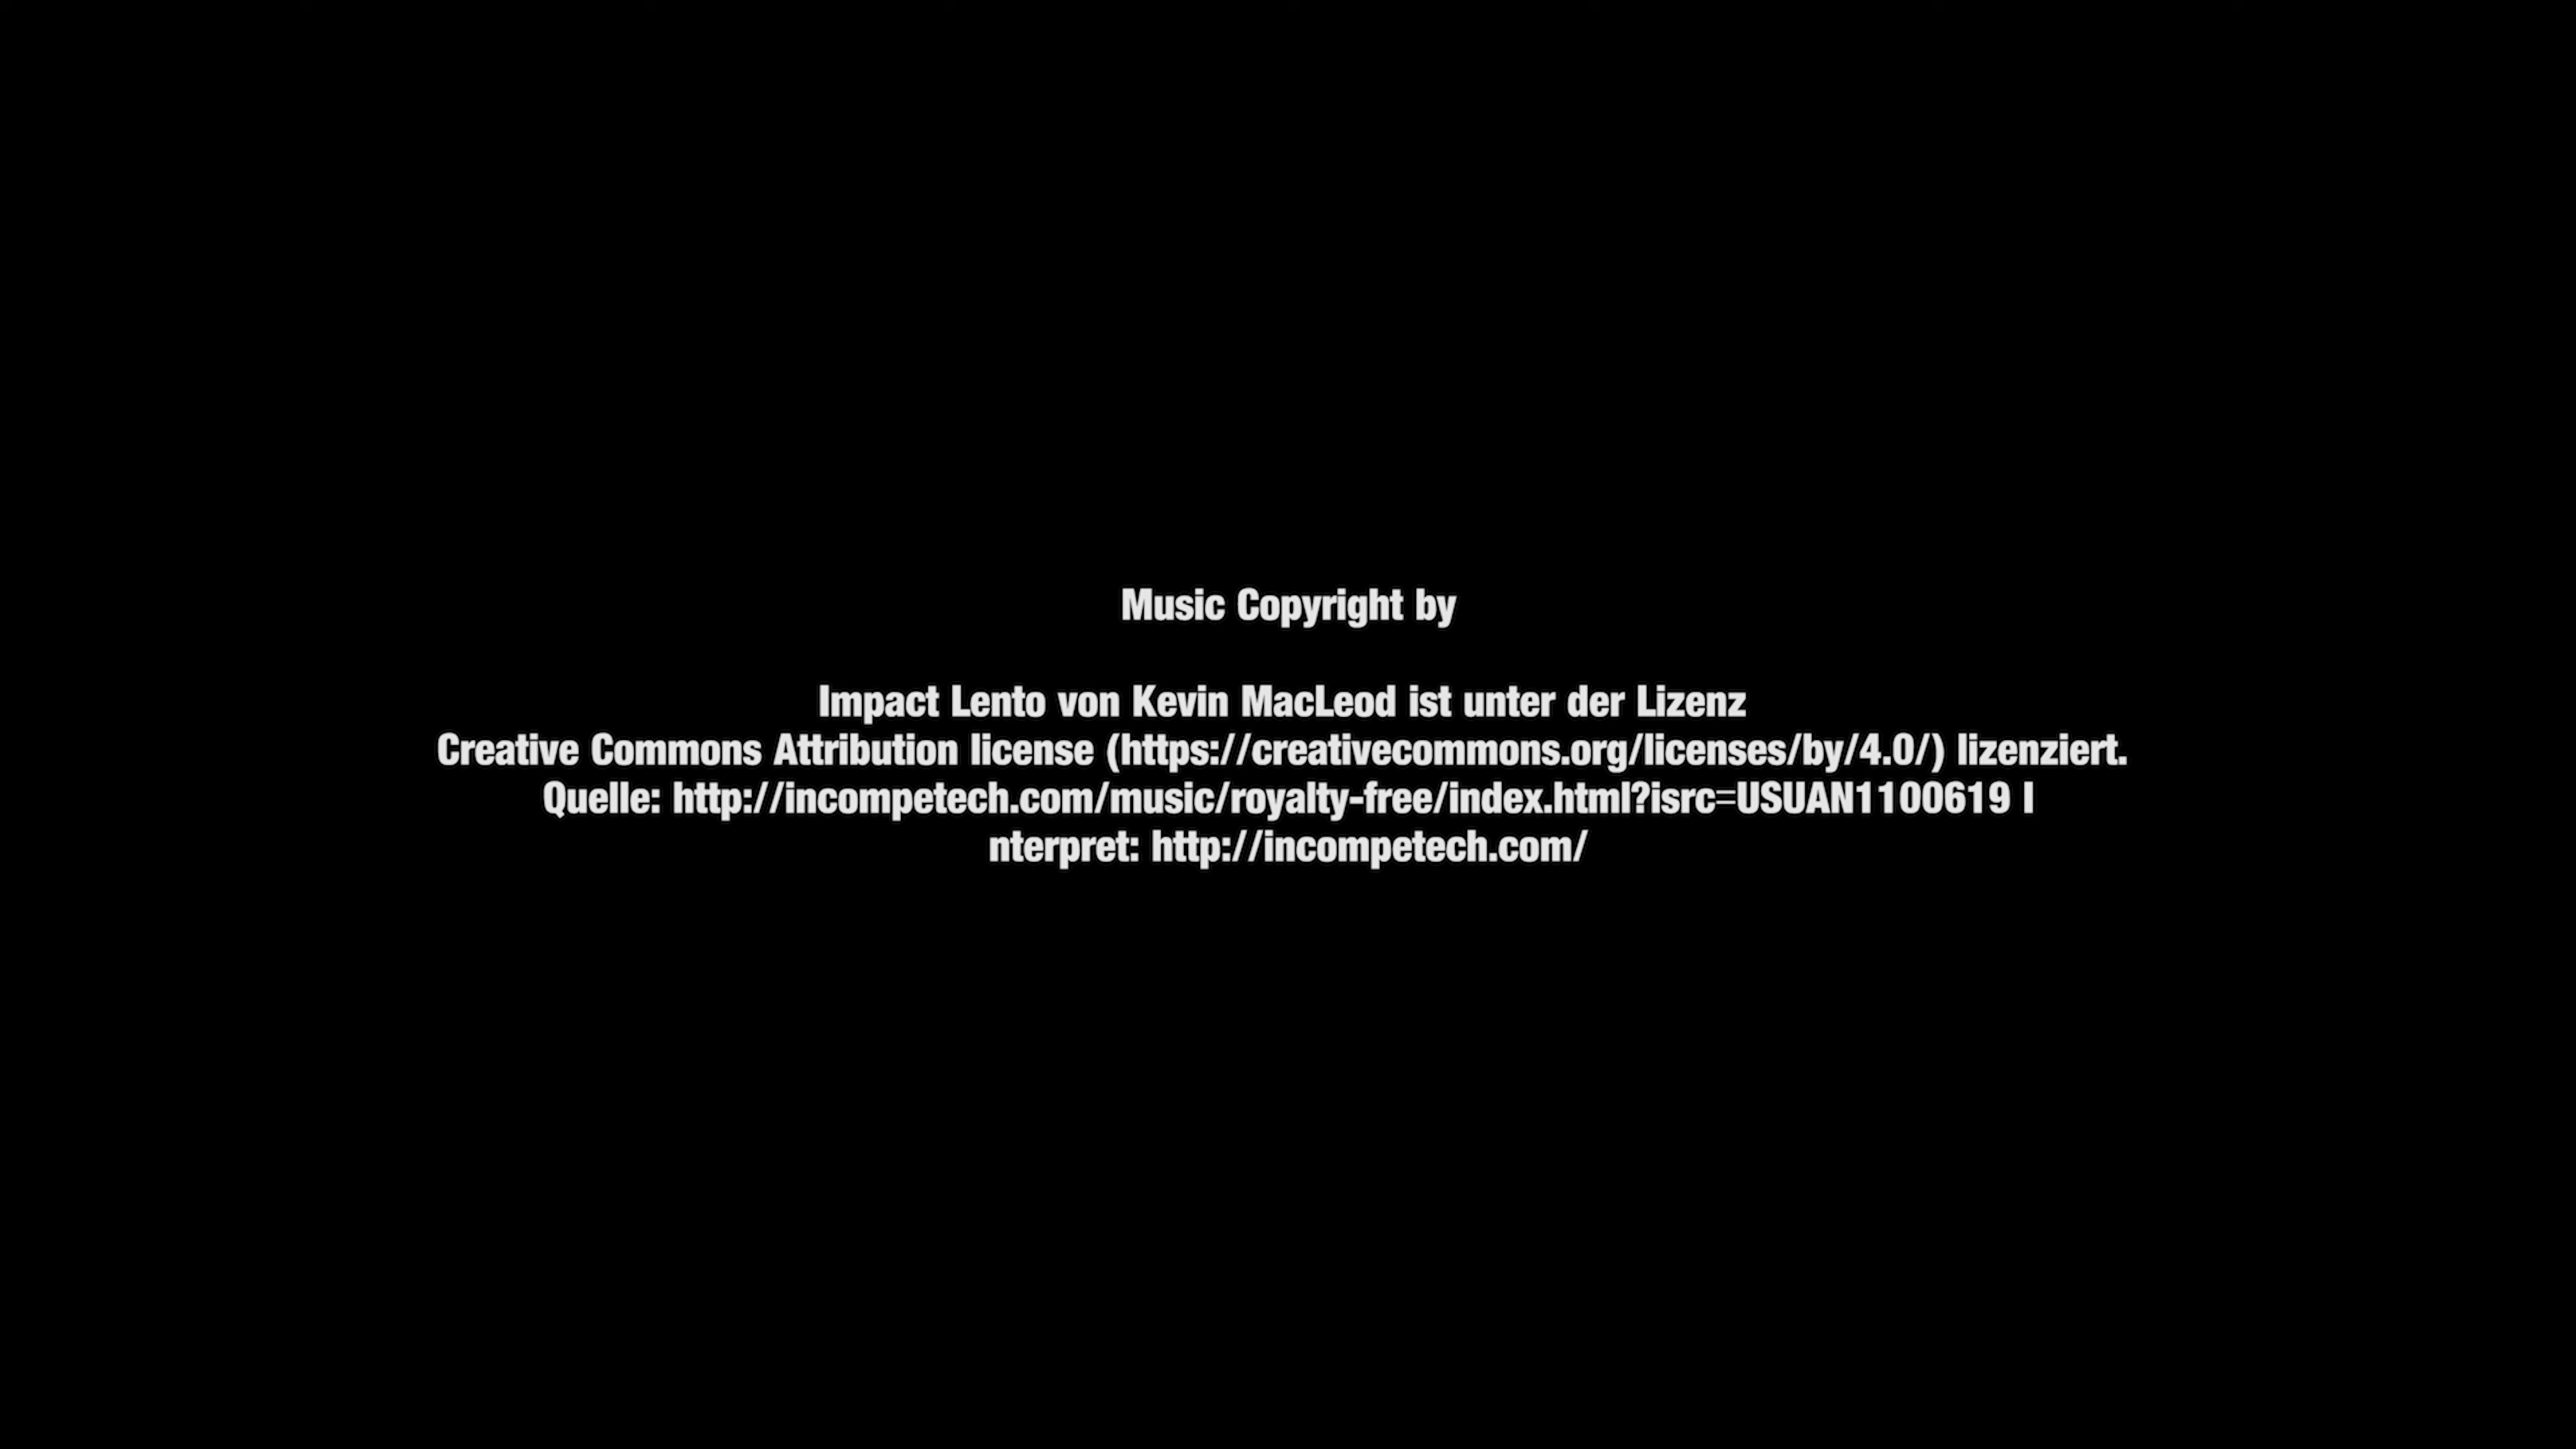 Music Copyright by
Impact Lento von Kevin MacLeod ist unter der Lizenz
Creative Commons Attribution license (https://creativecommons.org/licenses/by/4.0/) lizenziert.
Quelle: http://incompetech.com/music/royalty-free/index.html?isrc=USUAN1100619 I
nterpret: http://incompetech.com/